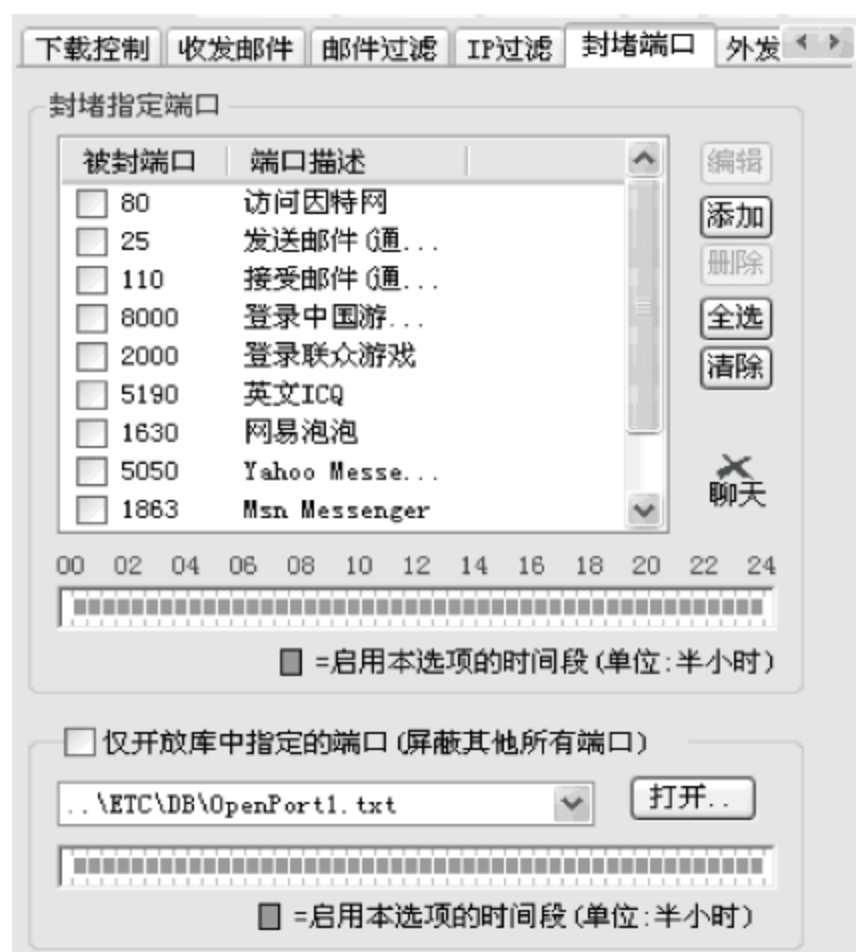 下载控制 收发邮件 邮件过滤 IP过滤 封堵端口 外发
封堵指定端口
被封端口 端口描述
80 访问因特网
25 发送邮件(通...
110 接受邮件(通...
8000 登录中国游...
2000 登录联众游戏
5190 英文ICQ
1630 网易泡泡
5050 Yahoo Messe...
1863 Msn Messenger
编辑
添加
删除
全选
清除
聊天
00 02 04 06 08 10 12 14 16 18 20 22 24
=启用本选项的时间段(单位:半小时)
仅开放库中指定的端口(屏蔽其他所有端口)
..\ETC\DB\OpenPort1.txt 打开..
=启用本选项的时间段(单位:半小时)